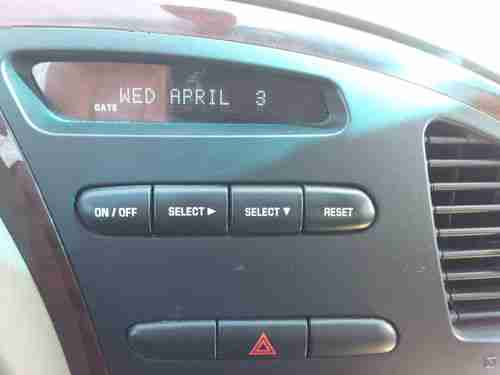 DATE WED APRIL 3
ON / OFF SELECT ► SELECT ▼ RESET